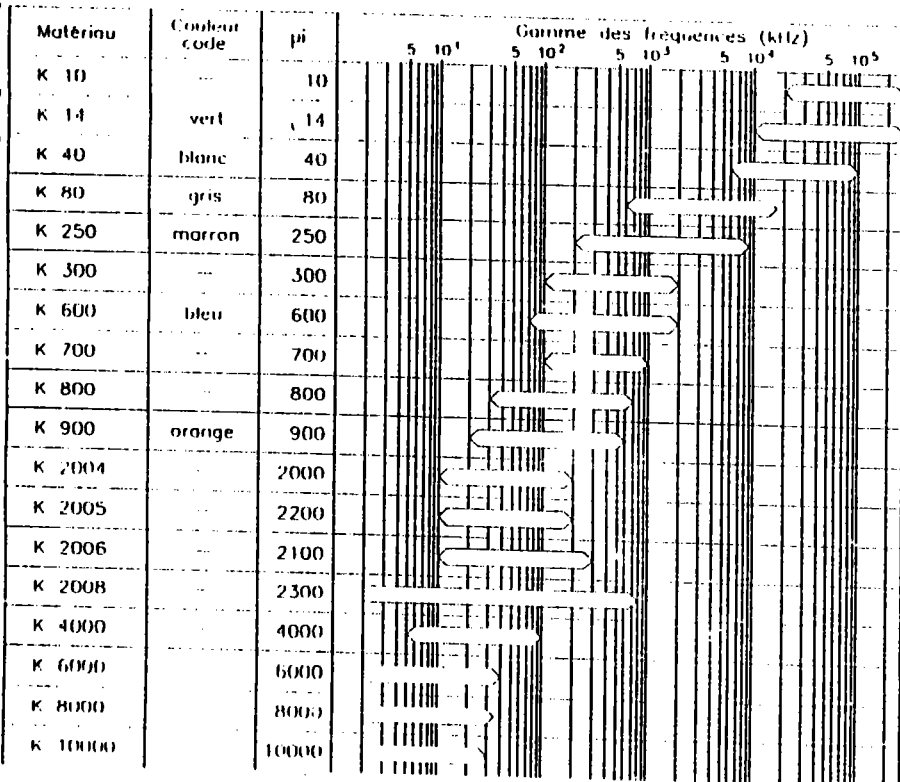 Matériau Couleur code µi Gamme des fréquences (kHz)
5 10¹ 5 10² 5 10³ 5 10⁴ 5 10⁵
K 10 ... 10
K 14 vert 14
K 40 blanc 40
K 80 gris 80
K 250 marron 250
K 300 ... 300
K 600 bleu 600
K 700 .. 700
K 800 .. 800
K 900 orange 900
K 2004 2000
K 2005 2200
K 2006 ... 2100
K 2008 2300
K 4000 4000
K 6000 6000
K 8000 8000
K 10000 10000